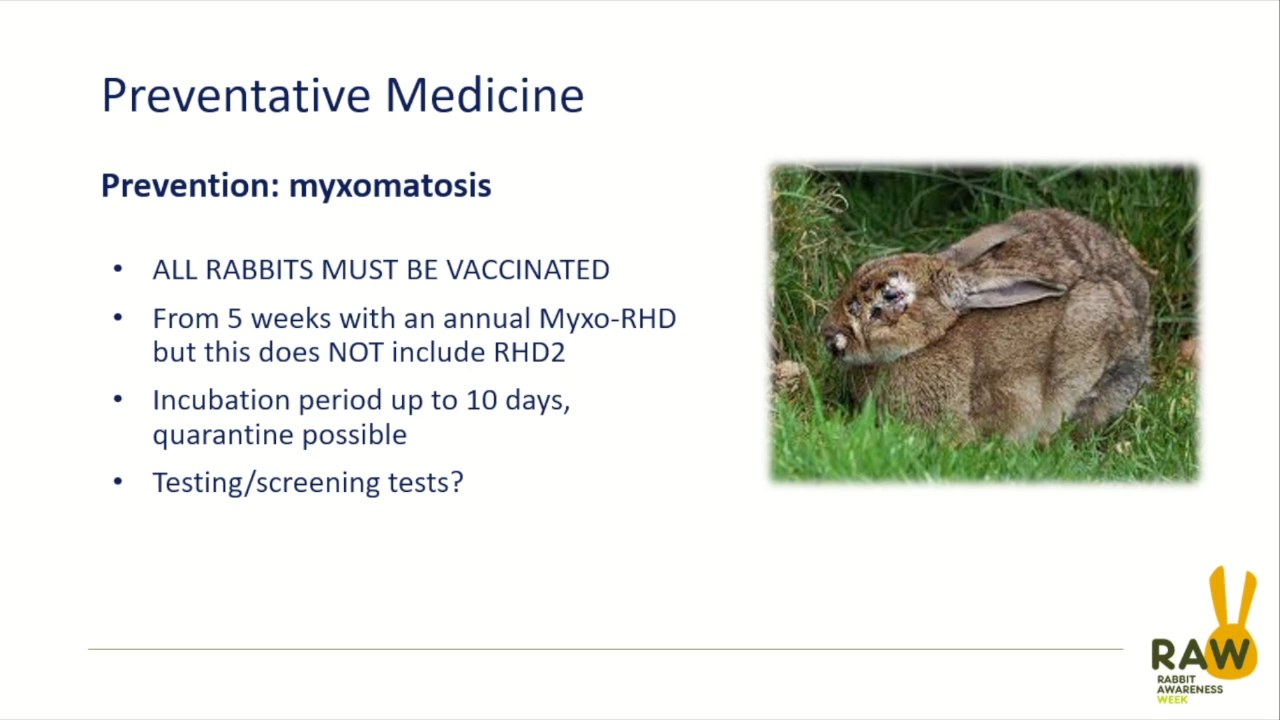 Preventative Medicine
Prevention: myxomatosis
• ALL RABBITS MUST BE VACCINATED
• From 5 weeks with an annual Myxo-RHD
but this does NOT include RHD2
• Incubation period up to 10 days,
quarantine possible
• Testing/screening tests?
RAW
RABBIT
AWARENESS
WEEK